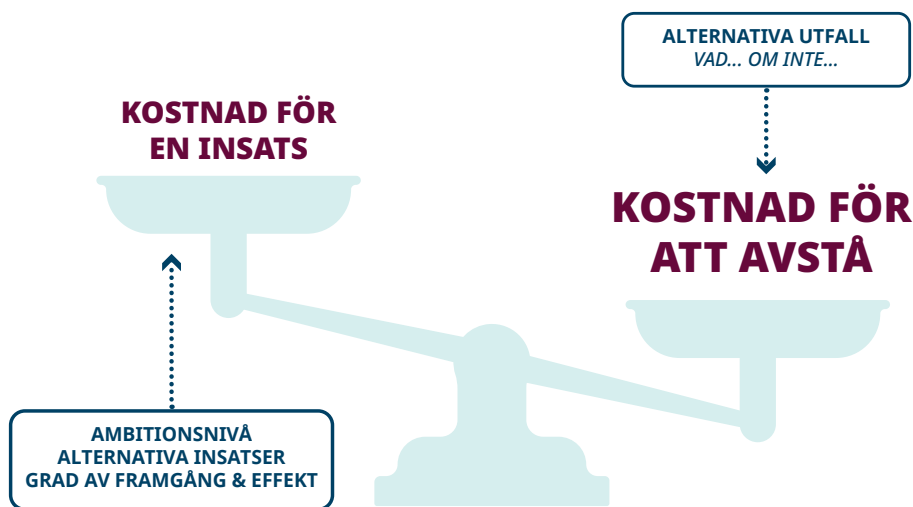 ALTERNATIVA UTFALL
VAD... OM INTE...
KOSTNAD FÖR
EN INSATS
KOSTNAD FÖR
ATT AVSTÅ
AMBITIONSNIVÅ
ALTERNATIVA INSATSER
GRAD AV FRAMGÅNG & EFFEKT